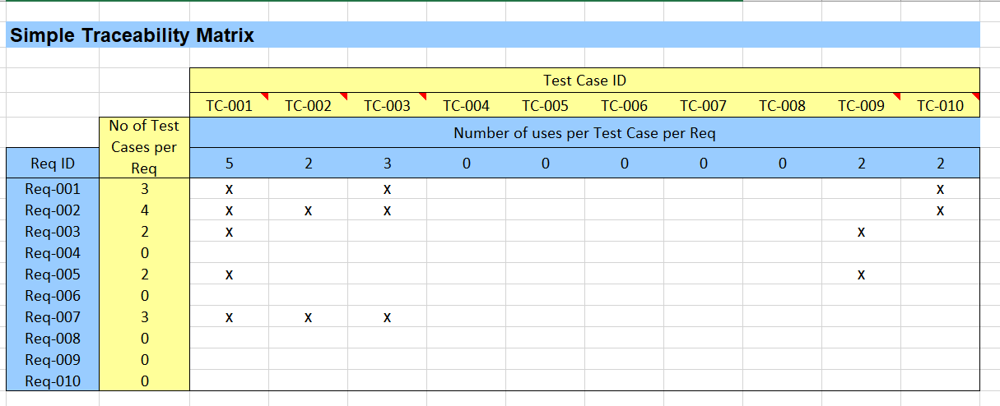 Simple Traceability Matrix
Test Case ID
TC-001 TC-002 TC-003 TC-004 TC-005 TC-006 TC-007 TC-008 TC-009 TC-010
No of Test
Cases per
Req
Number of uses per Test Case per Req
Req ID 5 2 3 0 0 0 0 0 2 2
Req-001 3 x x x
Req-002 4 x x x x
Req-003 2 x x
Req-004 0
Req-005 2 x x
Req-006 0
Req-007 3 x x x
Req-008 0
Req-009 0
Req-010 0